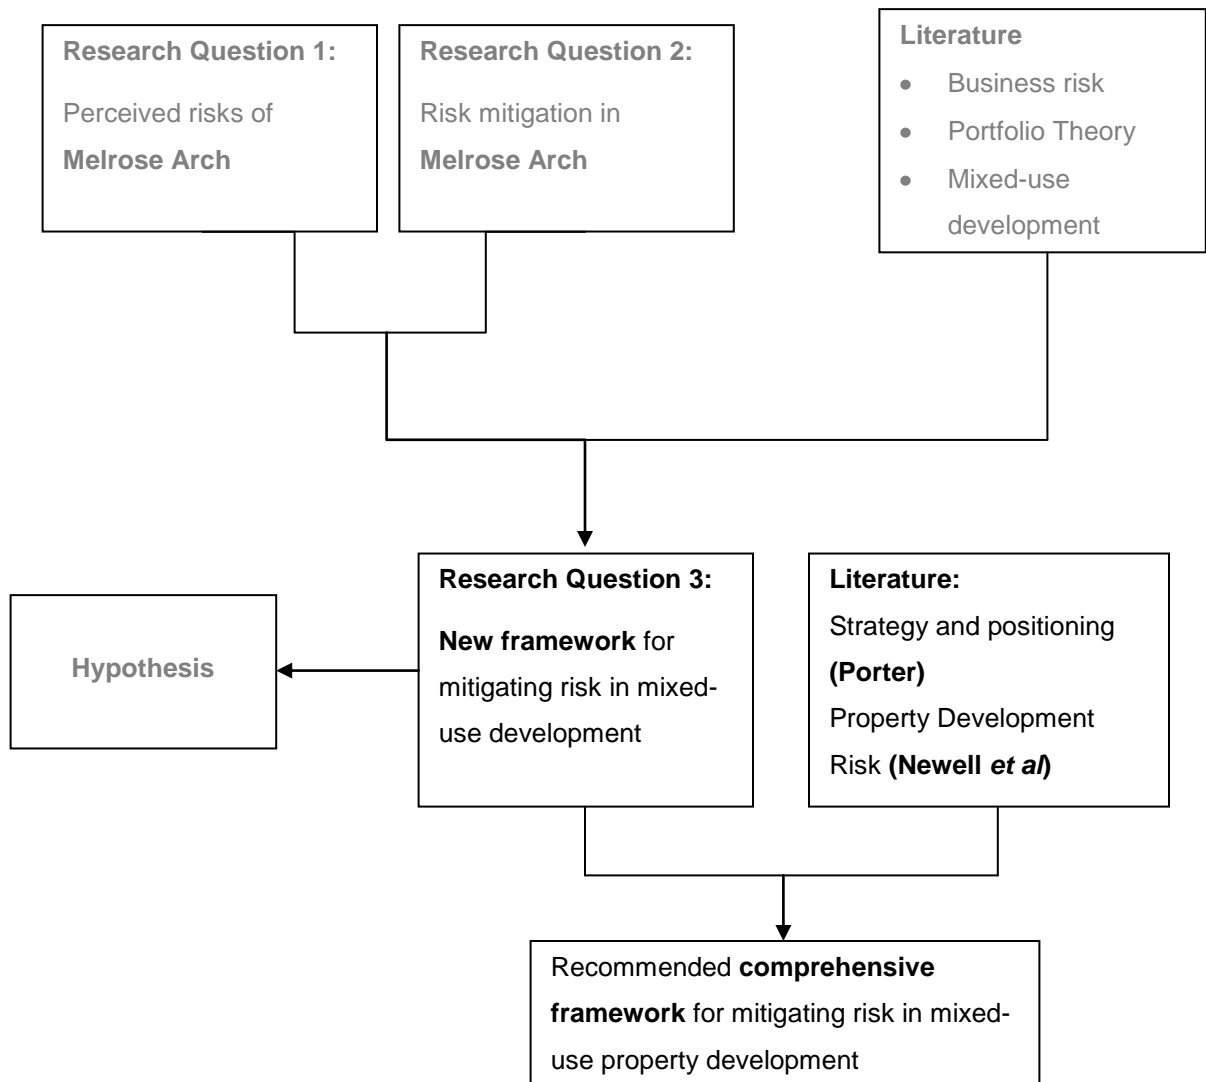 Research Question 1:
Perceived risks of
Melrose Arch
Research Question 2:
Risk mitigation in
Melrose Arch
Literature
● Business risk
● Portfolio Theory
● Mixed-use
development
Hypothesis
Research Question 3:
New framework for
mitigating risk in mixed-
use development
Literature:
Strategy and positioning
(Porter)
Property Development
Risk (Newell et al)
Recommended comprehensive
framework for mitigating risk in mixed-
use property development